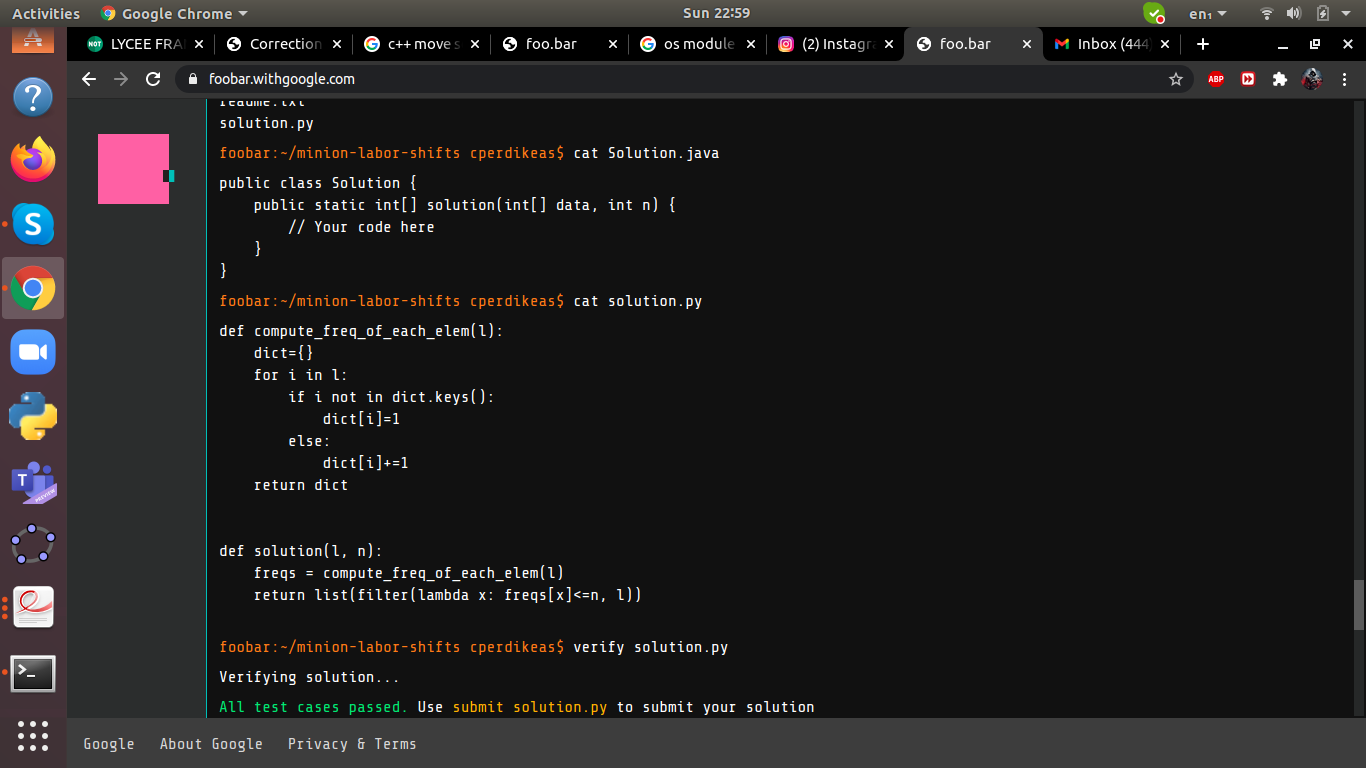 Activities Google Chrome Sun 22:59 en₁
NOT LYCEE FRA Correction c++ move s foo.bar os module (2) Instagra foo.bar Inbox (444)
foobar.withgoogle.com ABP
readme.txt
solution.py
foobar:~/minion-labor-shifts cperdikeas$ cat Solution.java
public class Solution {
    public static int[] solution(int[] data, int n) {
        // Your code here
    }
}
foobar:~/minion-labor-shifts cperdikeas$ cat solution.py
def compute_freq_of_each_elem(l):
    dict={}
    for i in l:
        if i not in dict.keys():
            dict[i]=1
        else:
            dict[i]+=1
    return dict
def solution(l, n):
    freqs = compute_freq_of_each_elem(l)
    return list(filter(lambda x: freqs[x]<=n, l))
foobar:~/minion-labor-shifts cperdikeas$ verify solution.py
Verifying solution...
All test cases passed. Use submit solution.py to submit your solution
Google About Google Privacy & Terms
S
T
PREVIEW
>_